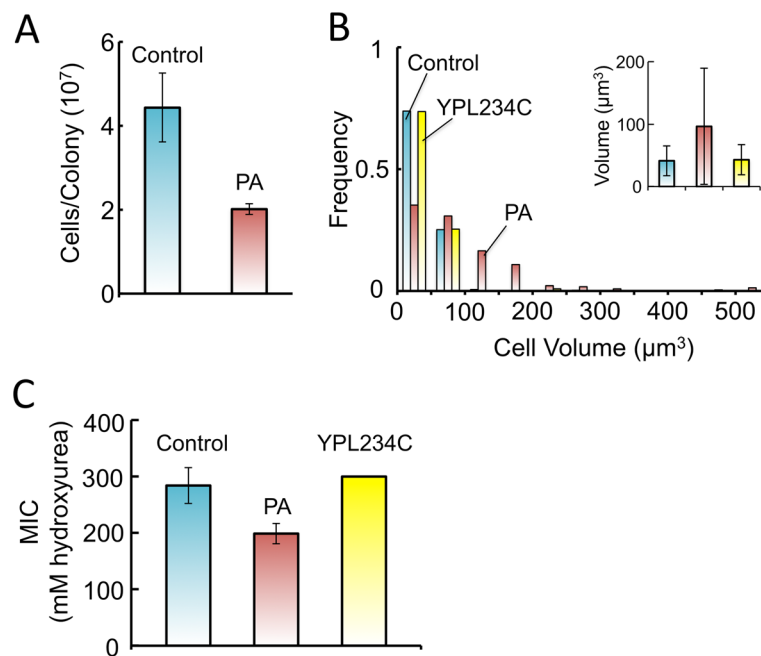 A
Cells/Colony (10⁷)
6
4
2
0
Control
PA
B
Frequency
1
0.5
0
Control
YPL234C
PA
0
100
200
300
400
500
Cell Volume (µm³)
Volume (µm³)
200
100
0
C
MIC
(mM hydroxyurea)
400
300
200
100
0
Control
PA
YPL234C